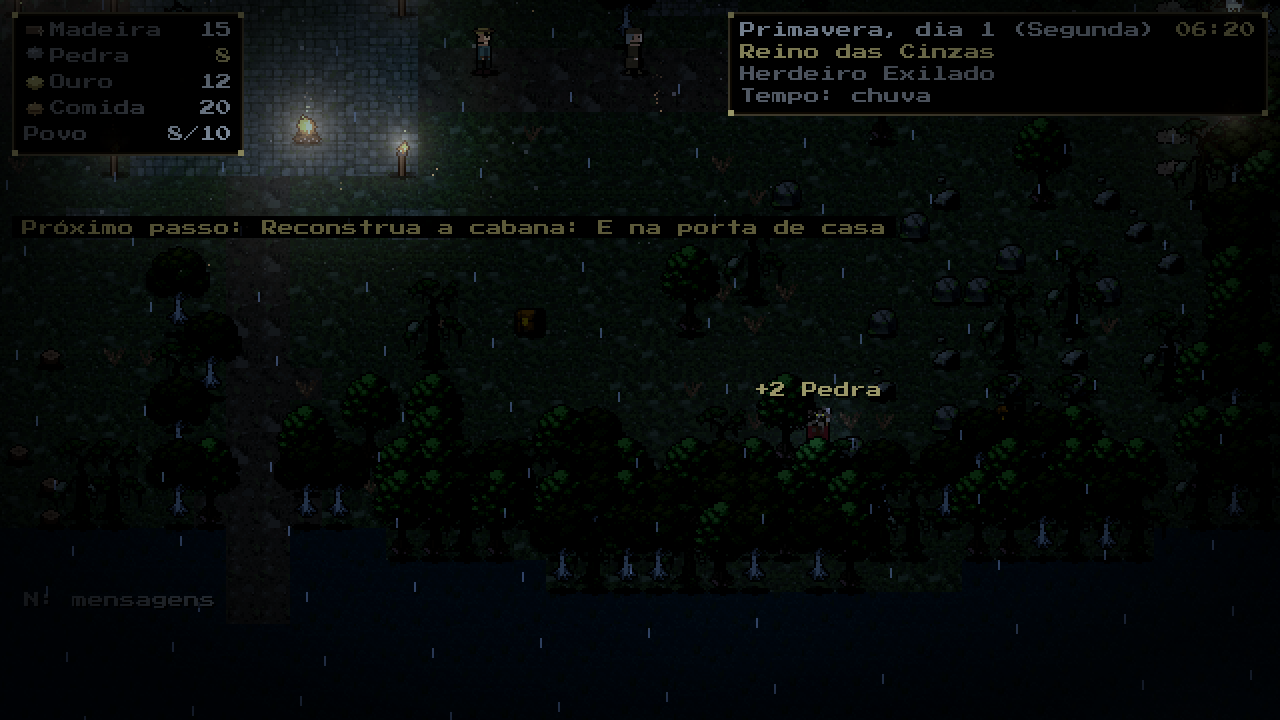 Madeira 15
Pedra 8
Ouro 12
Comida 20
Povo 8/10
Primavera, dia 1 (Segunda) 06:20
Reino das Cinzas
Herdeiro Exilado
Tempo: chuva
Próximo passo: Reconstrua a cabana: E na porta de casa
+2 Pedra
N: mensagens